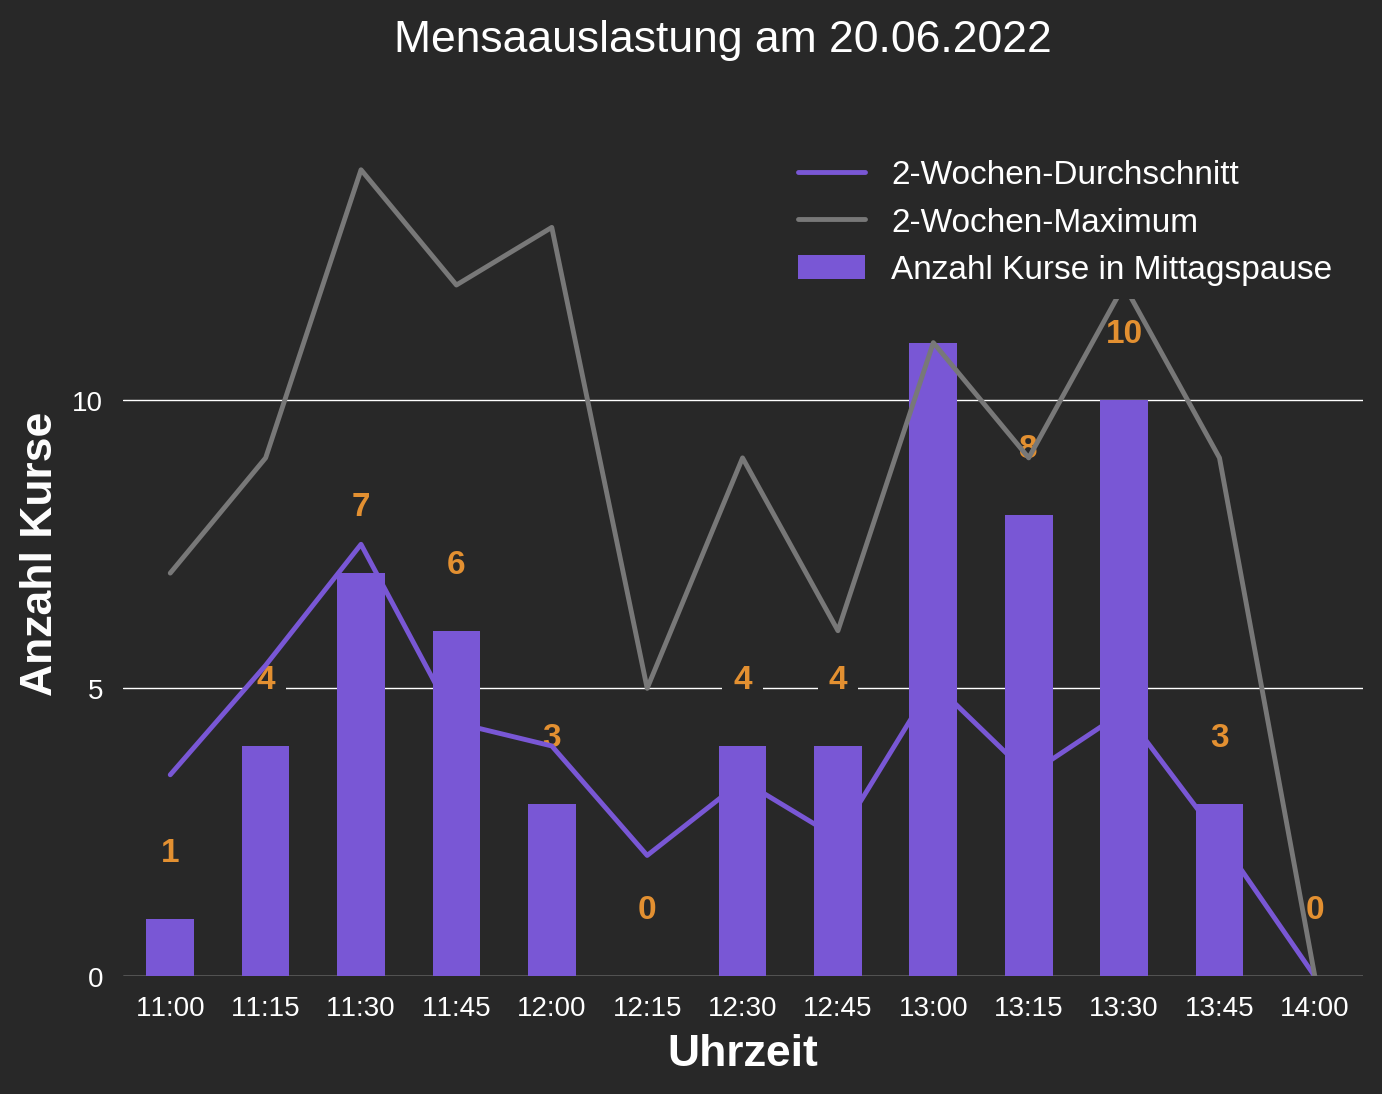 Mensaauslastung am 20.06.2022
2-Wochen-Durchschnitt
2-Wochen-Maximum
Anzahl Kurse in Mittagspause
10
10
8
7
6
5
4
4
4
3
3
1
0
0
0
11:00 11:15 11:30 11:45 12:00 12:15 12:30 12:45 13:00 13:15 13:30 13:45 14:00
Anzahl Kurse
Uhrzeit